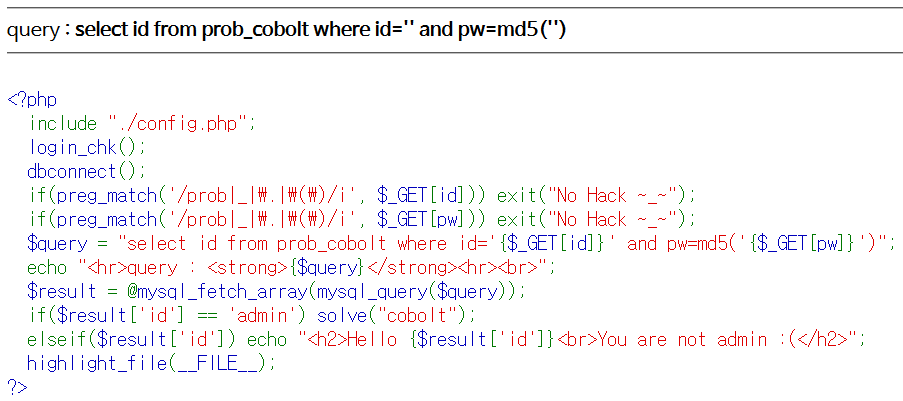 query : select id from prob_cobolt where id='' and pw=md5('')
<?php
include "./config.php";
login_chk();
dbconnect();
if(preg_match('/prob|_|₩.|₩(₩)/i', $_GET[id])) exit("No Hack ~_~");
if(preg_match('/prob|_|₩.|₩(₩)/i', $_GET[pw])) exit("No Hack ~_~");
$query = "select id from prob_cobolt where id='{$_GET[id]}' and pw=md5('{$_GET[pw]}')";
echo "<hr>query : <strong>{$query}</strong><hr><br>";
$result = @mysql_fetch_array(mysql_query($query));
if($result['id'] == 'admin') solve("cobolt");
elseif($result['id']) echo "<h2>Hello {$result['id']}<br>You are not admin :(</h2>";
highlight_file(__FILE__);
?>